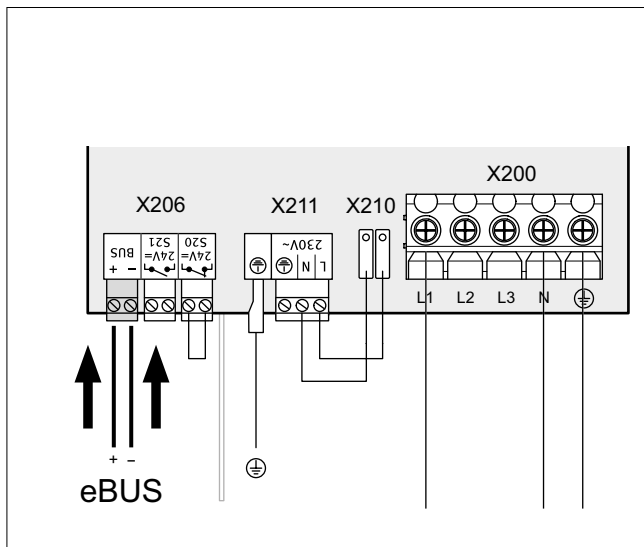 X200
X206
X211
X210
BUS
+ −
24V=
S21
24V=
S20
230V~
N L
L1 L2 L3 N
+ −
eBUS